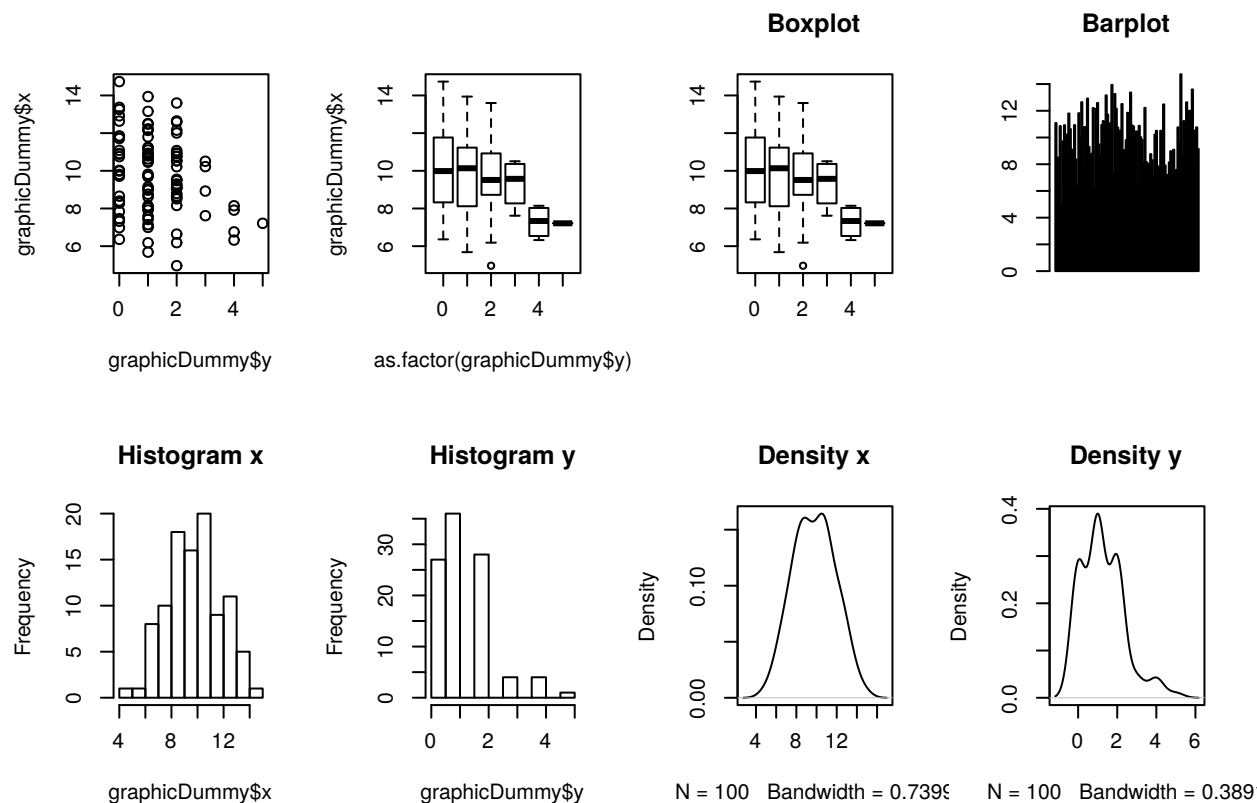 Boxplot
Barplot
graphicDummy$x
6 8 10 14
0 2 4
graphicDummy$y
graphicDummy$x
6 8 10 14
0 2 4
as.factor(graphicDummy$y)
6 8 10 14
0 2 4
0 4 8 12
Histogram x
Histogram y
Density x
Density y
Frequency
0 5 10 15 20
4 8 12
graphicDummy$x
Frequency
0 10 20 30
0 2 4
graphicDummy$y
Density
0.00 0.10
4 8 12
N = 100 Bandwidth = 0.7399
Density
0.0 0.2 0.4
0 2 4 6
N = 100 Bandwidth = 0.389